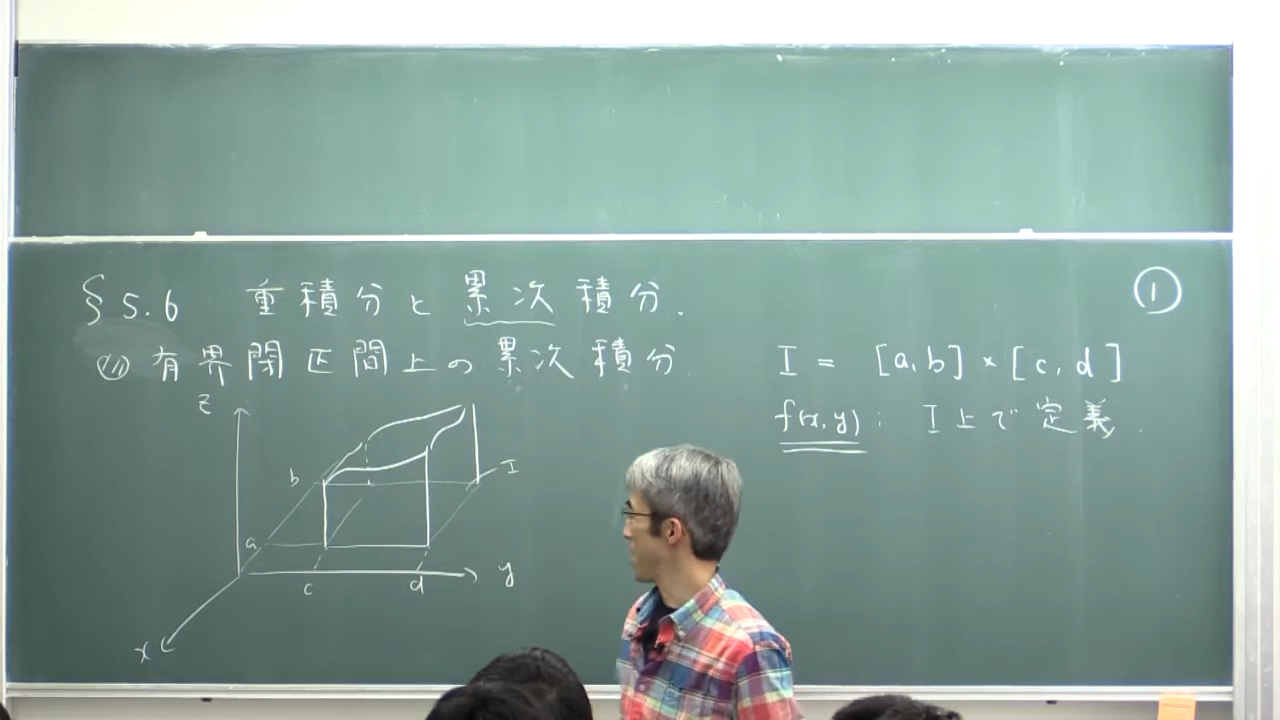 §5.6 重積分と累次積分.
①
(i) 有界閉区間上の累次積分.
I = [a,b]×[c,d]
f(x,y): I上で定義.
z
b
I
a
c
d
y
x